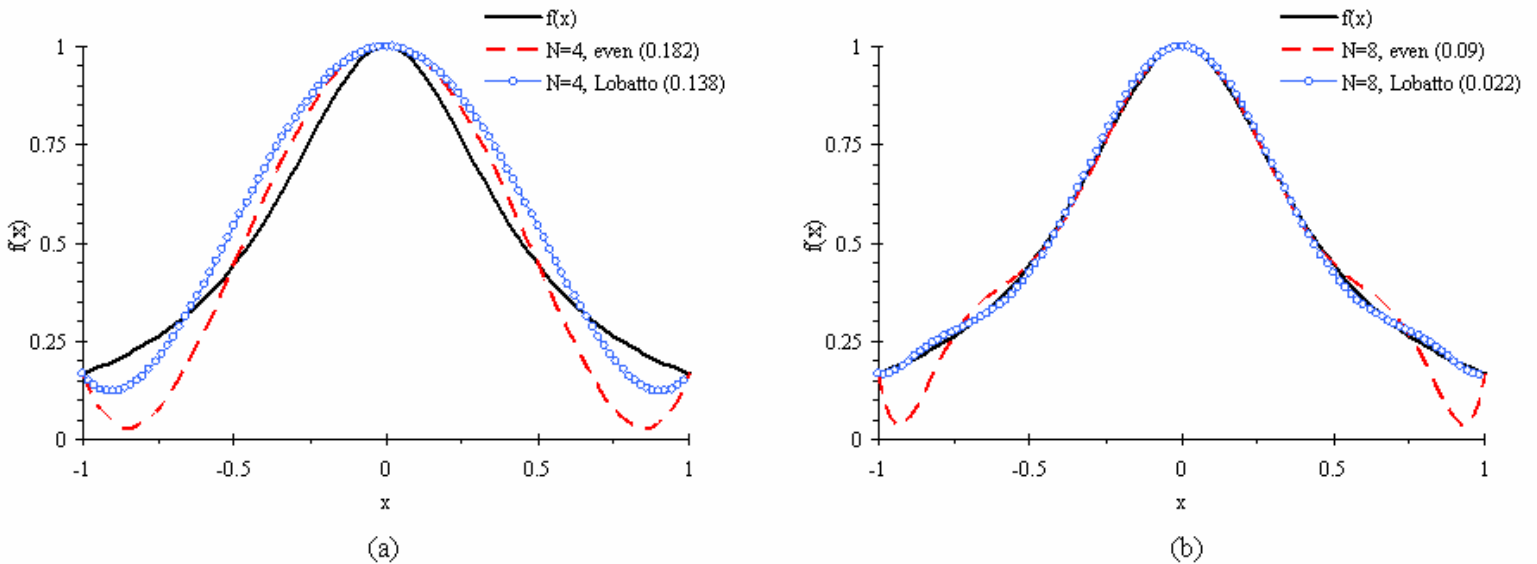 f(x)
N=4, even (0.182)
N=4, Lobatto (0.138)
1
0.75
0.5
0.25
0
f(x)
-1
-0.5
0
0.5
1
x
(a)
f(x)
N=8, even (0.09)
N=8, Lobatto (0.022)
1
0.75
0.5
0.25
0
f(x)
-1
-0.5
0
0.5
1
x
(b)